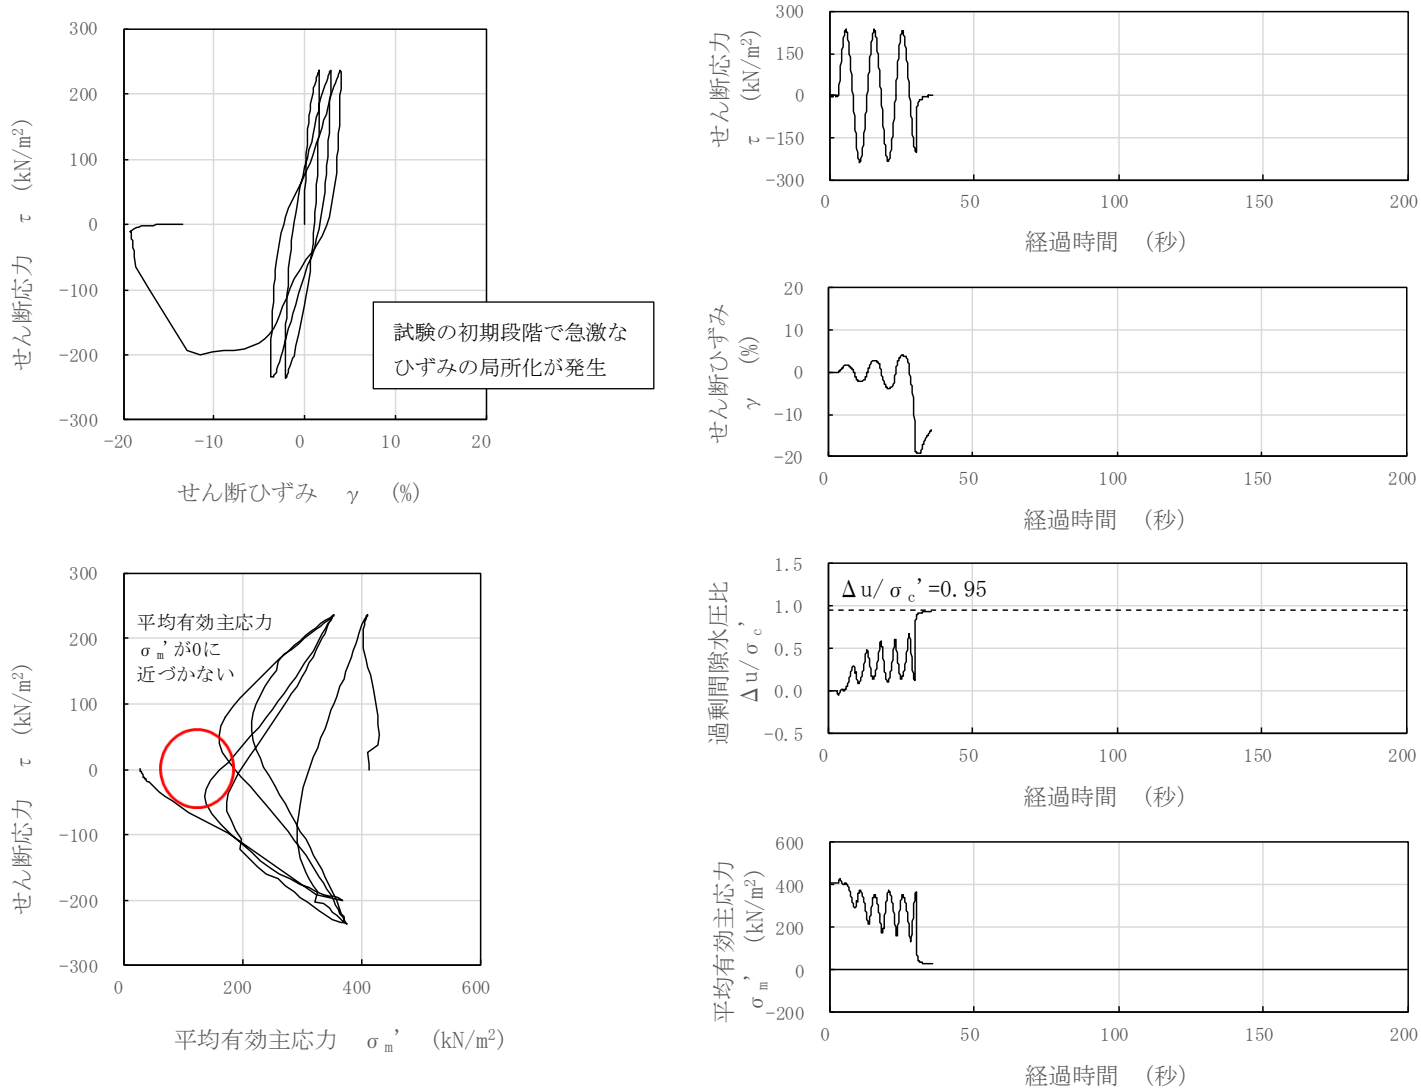 300
200
100
0
-100
-200
-300
-20
-10
0
10
20
せん断応力 τ (kN/m²)
せん断ひずみ γ (%)
試験の初期段階で急激な
ひずみの局所化が発生
300
200
100
0
-100
-200
-300
0
200
400
600
せん断応力 τ (kN/m²)
平均有効主応力 σm' (kN/m²)
平均有効主応力
σm'が0に
近づかない
300
150
0
-150
-300
50
100
150
200
せん断応力
τ (kN/m²)
経過時間 (秒)
20
10
0
-10
-20
0
50
100
150
200
せん断ひずみ
γ (%)
経過時間 (秒)
1.5
1.0
0.5
0.0
-0.5
0
50
100
150
200
過剰間隙水圧比
Δu/σc'
Δu/σc'=0.95
経過時間 (秒)
600
400
200
0
-200
0
50
100
150
200
平均有効主応力
σm' (kN/m²)
経過時間 (秒)